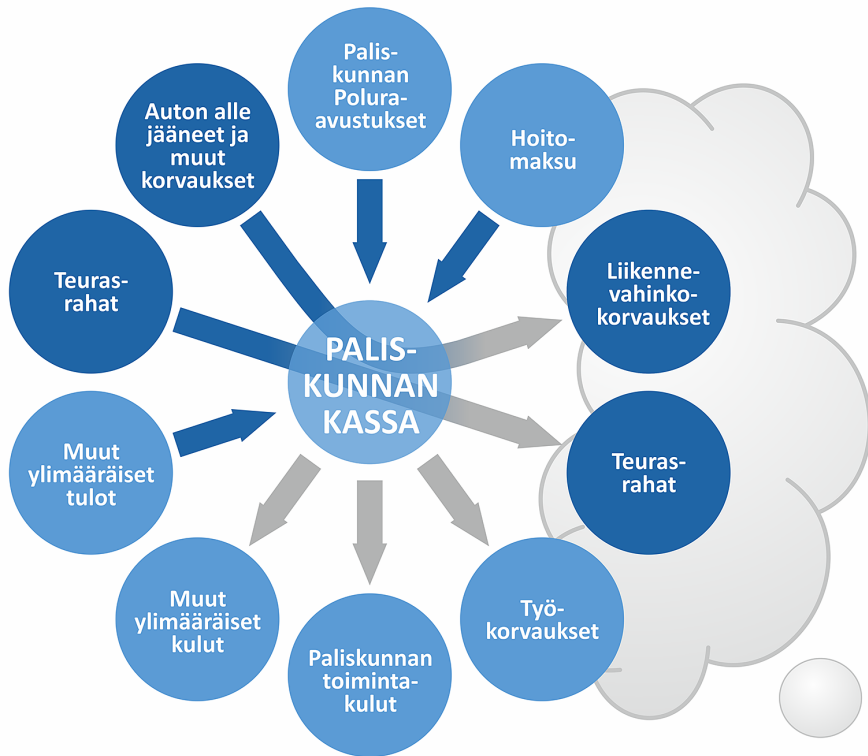 Palis-
kunnan
Polura-
avustukset
Auton alle
jääneet ja
muut
korvaukset
Hoito-
maksu
Teuras-
rahat
Liikenne-
vahinko-
korvaukset
PALIS-
KUNNAN
KASSA
Muut
ylimääräiset
tulot
Teuras-
rahat
Muut
ylimääräiset
kulut
Paliskunnan
toiminta-
kulut
Työ-
korvaukset